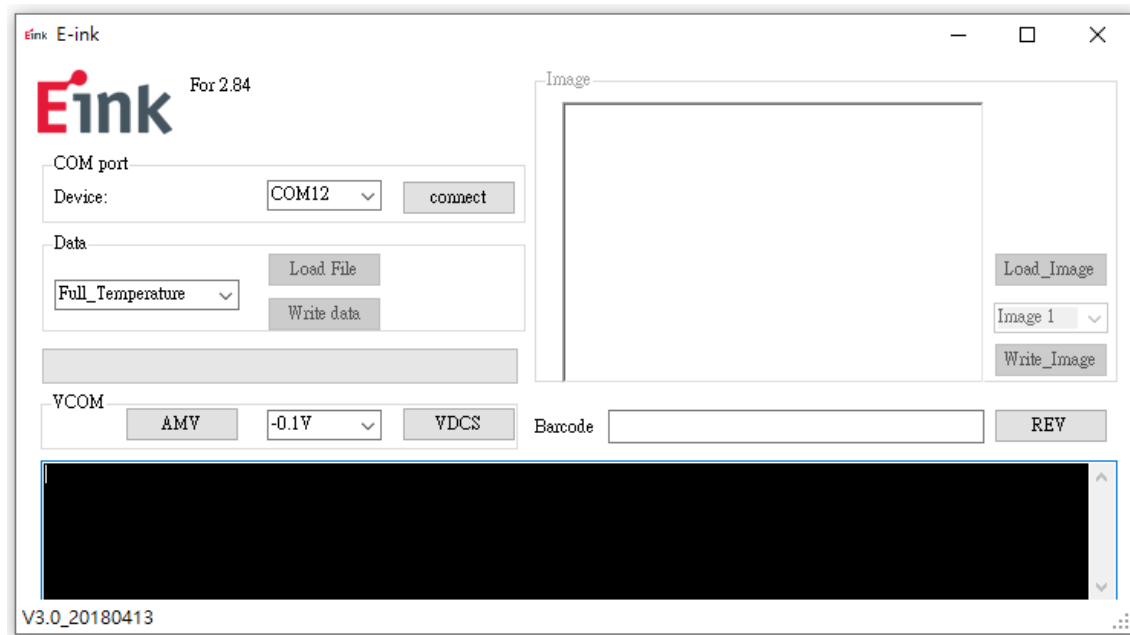 Eink E-ink
Eink
For 2.84
COM port
Device:
COM12
connect
Data
Full_Temperature
Load File
Write data
VCOM
AMV
-0.1V
VDCS
Image
Load_Image
Image 1
Write_Image
Barcode
REV
V3.0_20180413